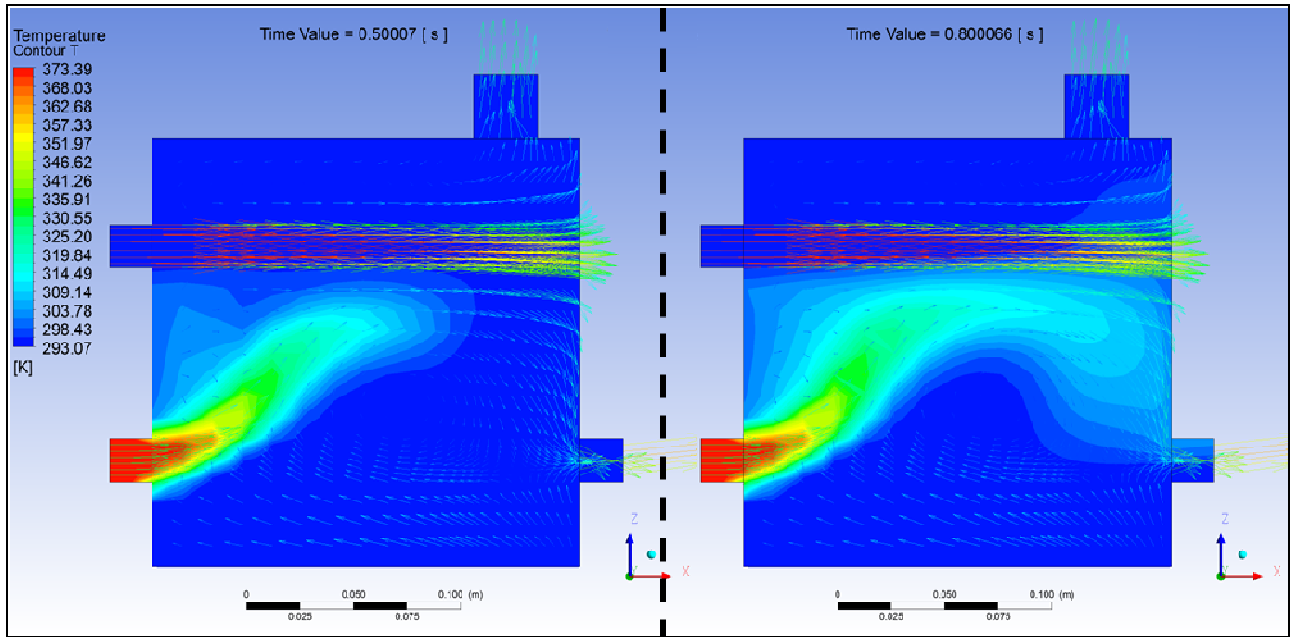 Temperature
Contour T
373.39
368.03
362.68
357.33
351.97
346.62
341.26
335.91
330.55
325.20
319.84
314.49
309.14
303.78
298.43
293.07
[K]
Time Value = 0.50007 [ s ]
Z
Y
X
0 0.050 0.100 (m)
0.025 0.075
Time Value = 0.800066 [ s ]
Z
Y
X
0 0.050 0.100 (m)
0.025 0.075